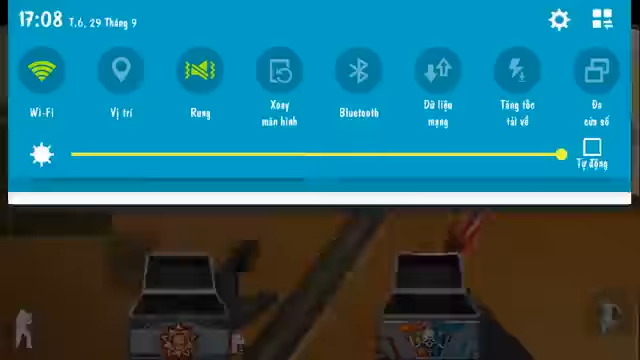 17:08 T.6, 29 Tháng 9
Wi-Fi
Vị trí
Rung
Xoay
màn hình
Bluetooth
Dữ liệu
mạng
Tăng tốc
tải về
Đa
cửa sổ
Tự động